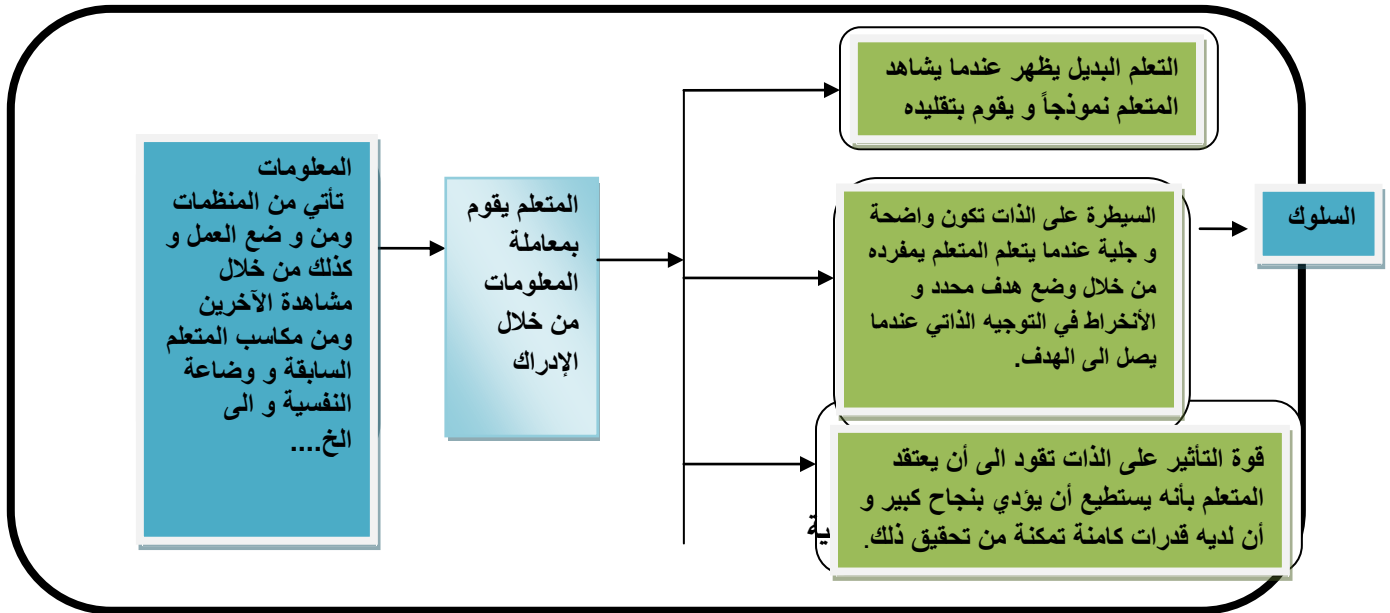 المعلومات
تأتي من المنظمات
ومن و ضع العمل و
كذلك من خلال
مشاهدة الآخرين
ومن مكاسب المتعلم
السابقة و وضاعة
النفسية و الى
الخ....
المتعلم يقوم
بمعاملة
المعلومات
من خلال
الإدراك
التعلم البديل يظهر عندما يشاهد
المتعلم نموذجاً و يقوم بتقليده
السيطرة على الذات تكون واضحة
و جلية عندما يتعلم المتعلم يمفرده
من خلال وضع هدف محدد و
الأنخراط في التوجيه الذاتي عندما
يصل الى الهدف.
قوة التأثير على الذات تقود الى أن يعتقد
المتعلم بأنه يستطيع أن يؤدي بنجاح كبير و
أن لديه قدرات كامنة تمكنة من تحقيق ذلك.
السلوك